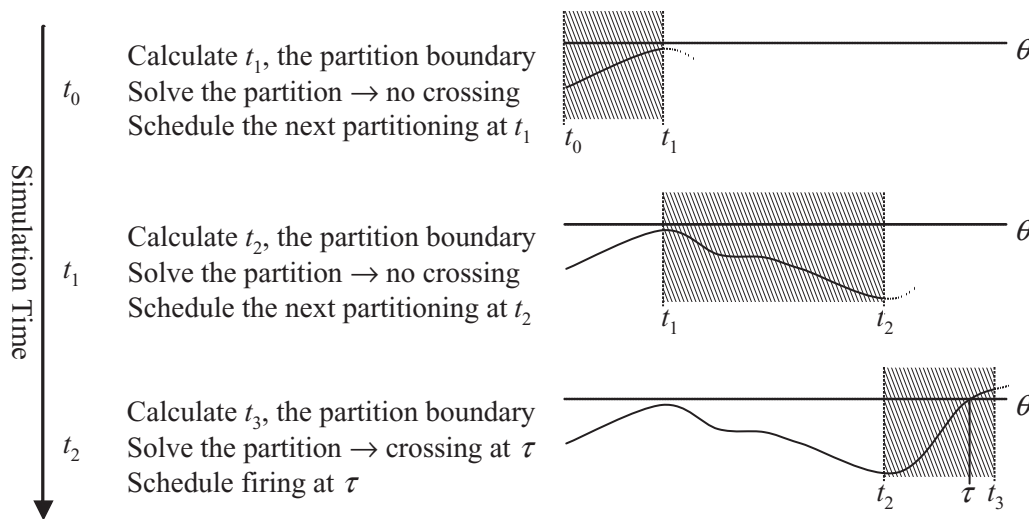 Simulation Time
t0
Calculate t1, the partition boundary
Solve the partition → no crossing
Schedule the next partitioning at t1
θ
t0 t1
t1
Calculate t2, the partition boundary
Solve the partition → no crossing
Schedule the next partitioning at t2
θ
t1 t2
t2
Calculate t3, the partition boundary
Solve the partition → crossing at τ
Schedule firing at τ
θ
t2 τ t3